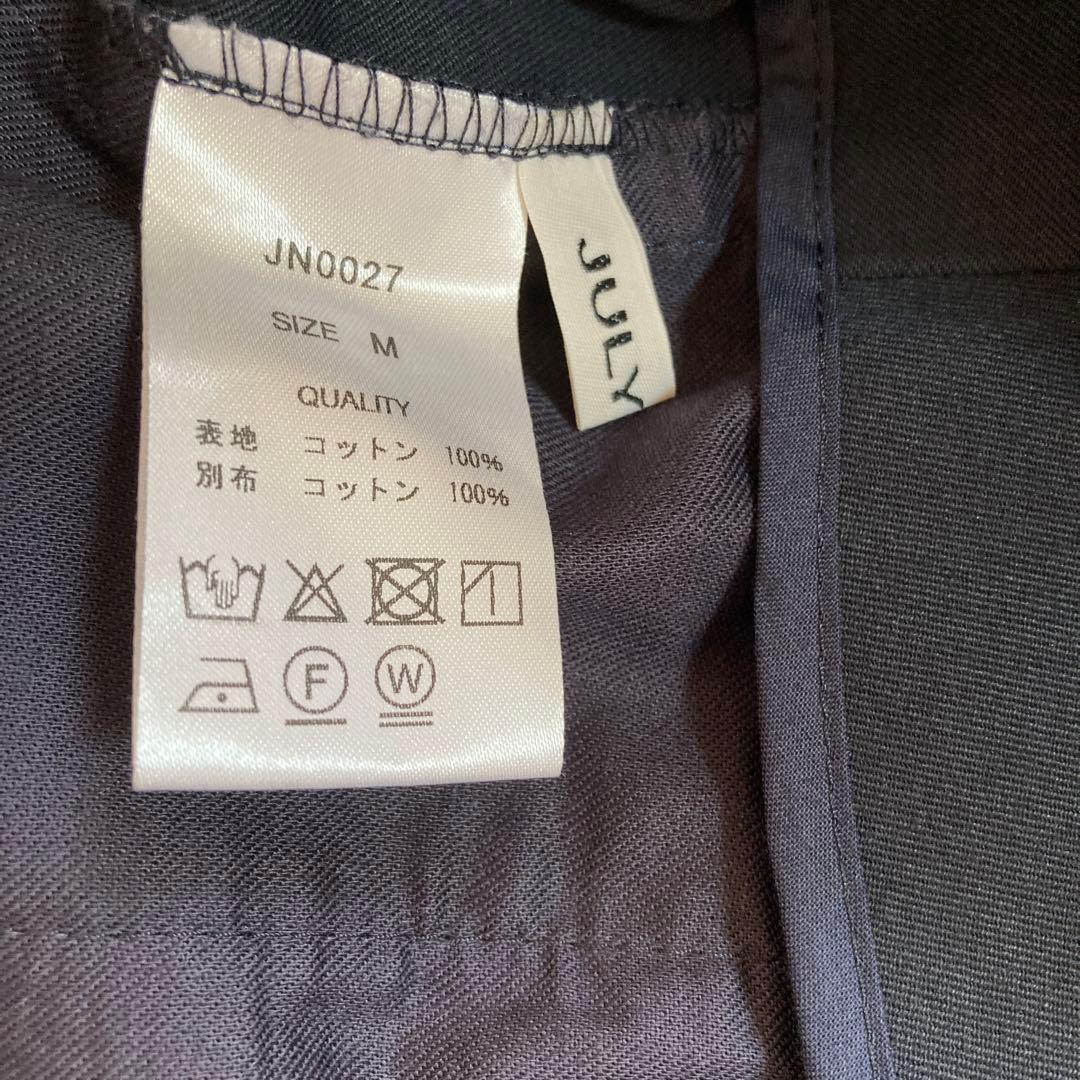 JN0027
SIZE M
QUALITY
表地 コットン 100%
別布 コットン 100%
F W
JULY